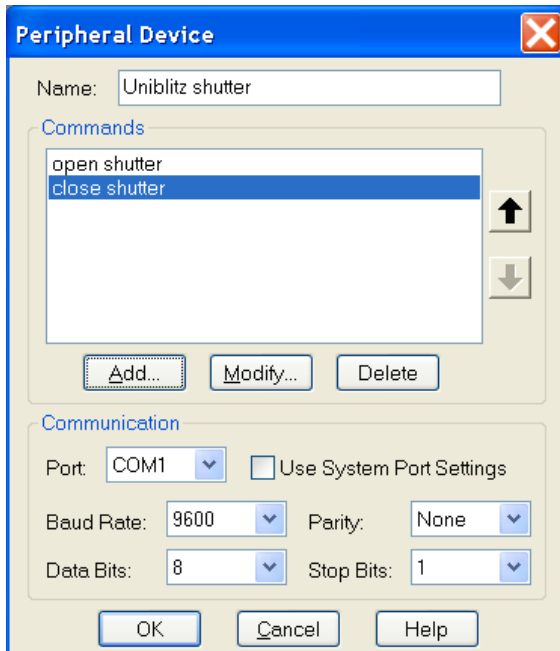 Peripheral Device
Name: Uniblitz shutter
Commands
open shutter
close shutter
Add... Modify... Delete
Communication
Port: COM1 Use System Port Settings
Baud Rate: 9600 Parity: None
Data Bits: 8 Stop Bits: 1
OK Cancel Help